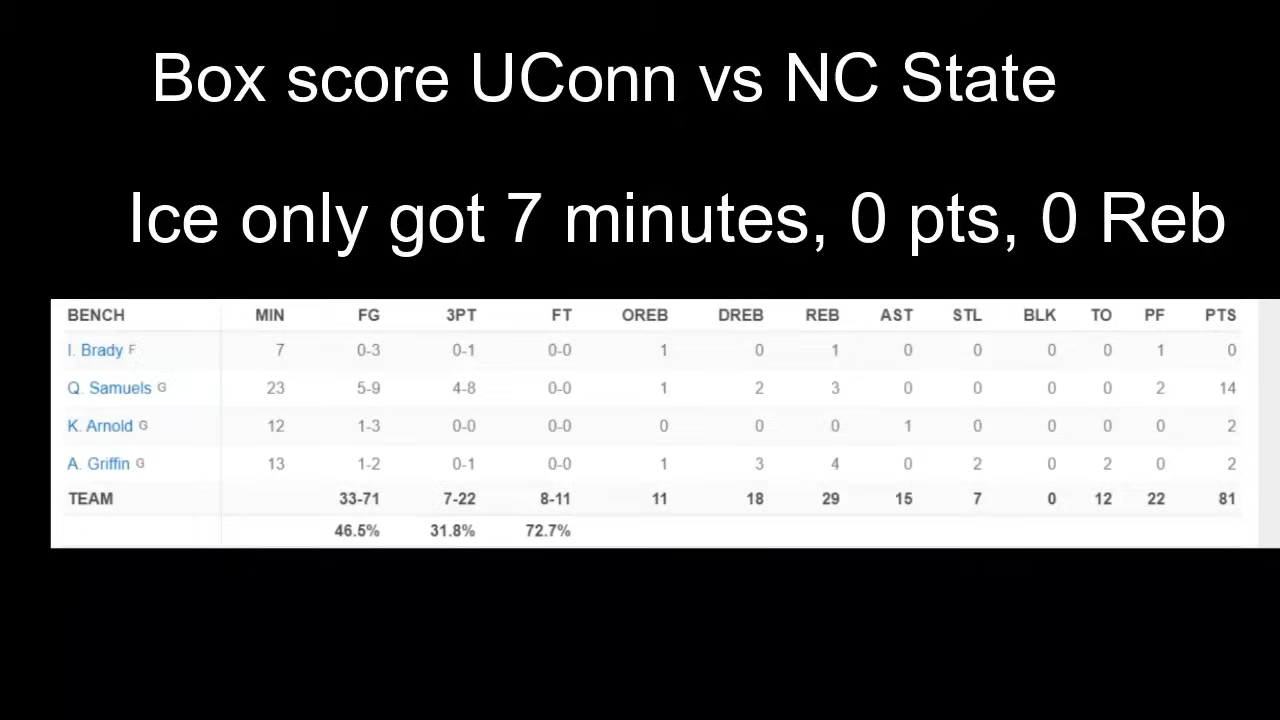 Box score UConn vs NC State
Ice only got 7 minutes, 0 pts, 0 Reb
BENCH MIN FG 3PT FT OREB DREB REB AST STL BLK TO PF PTS
I. Brady F 7 0-3 0-1 0-0 1 0 1 0 0 0 0 1 0
Q. Samuels G 23 5-9 4-8 0-0 1 2 3 0 0 0 0 2 14
K. Arnold G 12 1-3 0-0 0-0 0 0 0 1 0 0 0 0 2
A. Griffin G 13 1-2 0-1 0-0 1 3 4 0 2 0 2 0 2
TEAM 33-71 7-22 8-11 11 18 29 15 7 0 12 22 81
46.5% 31.8% 72.7%